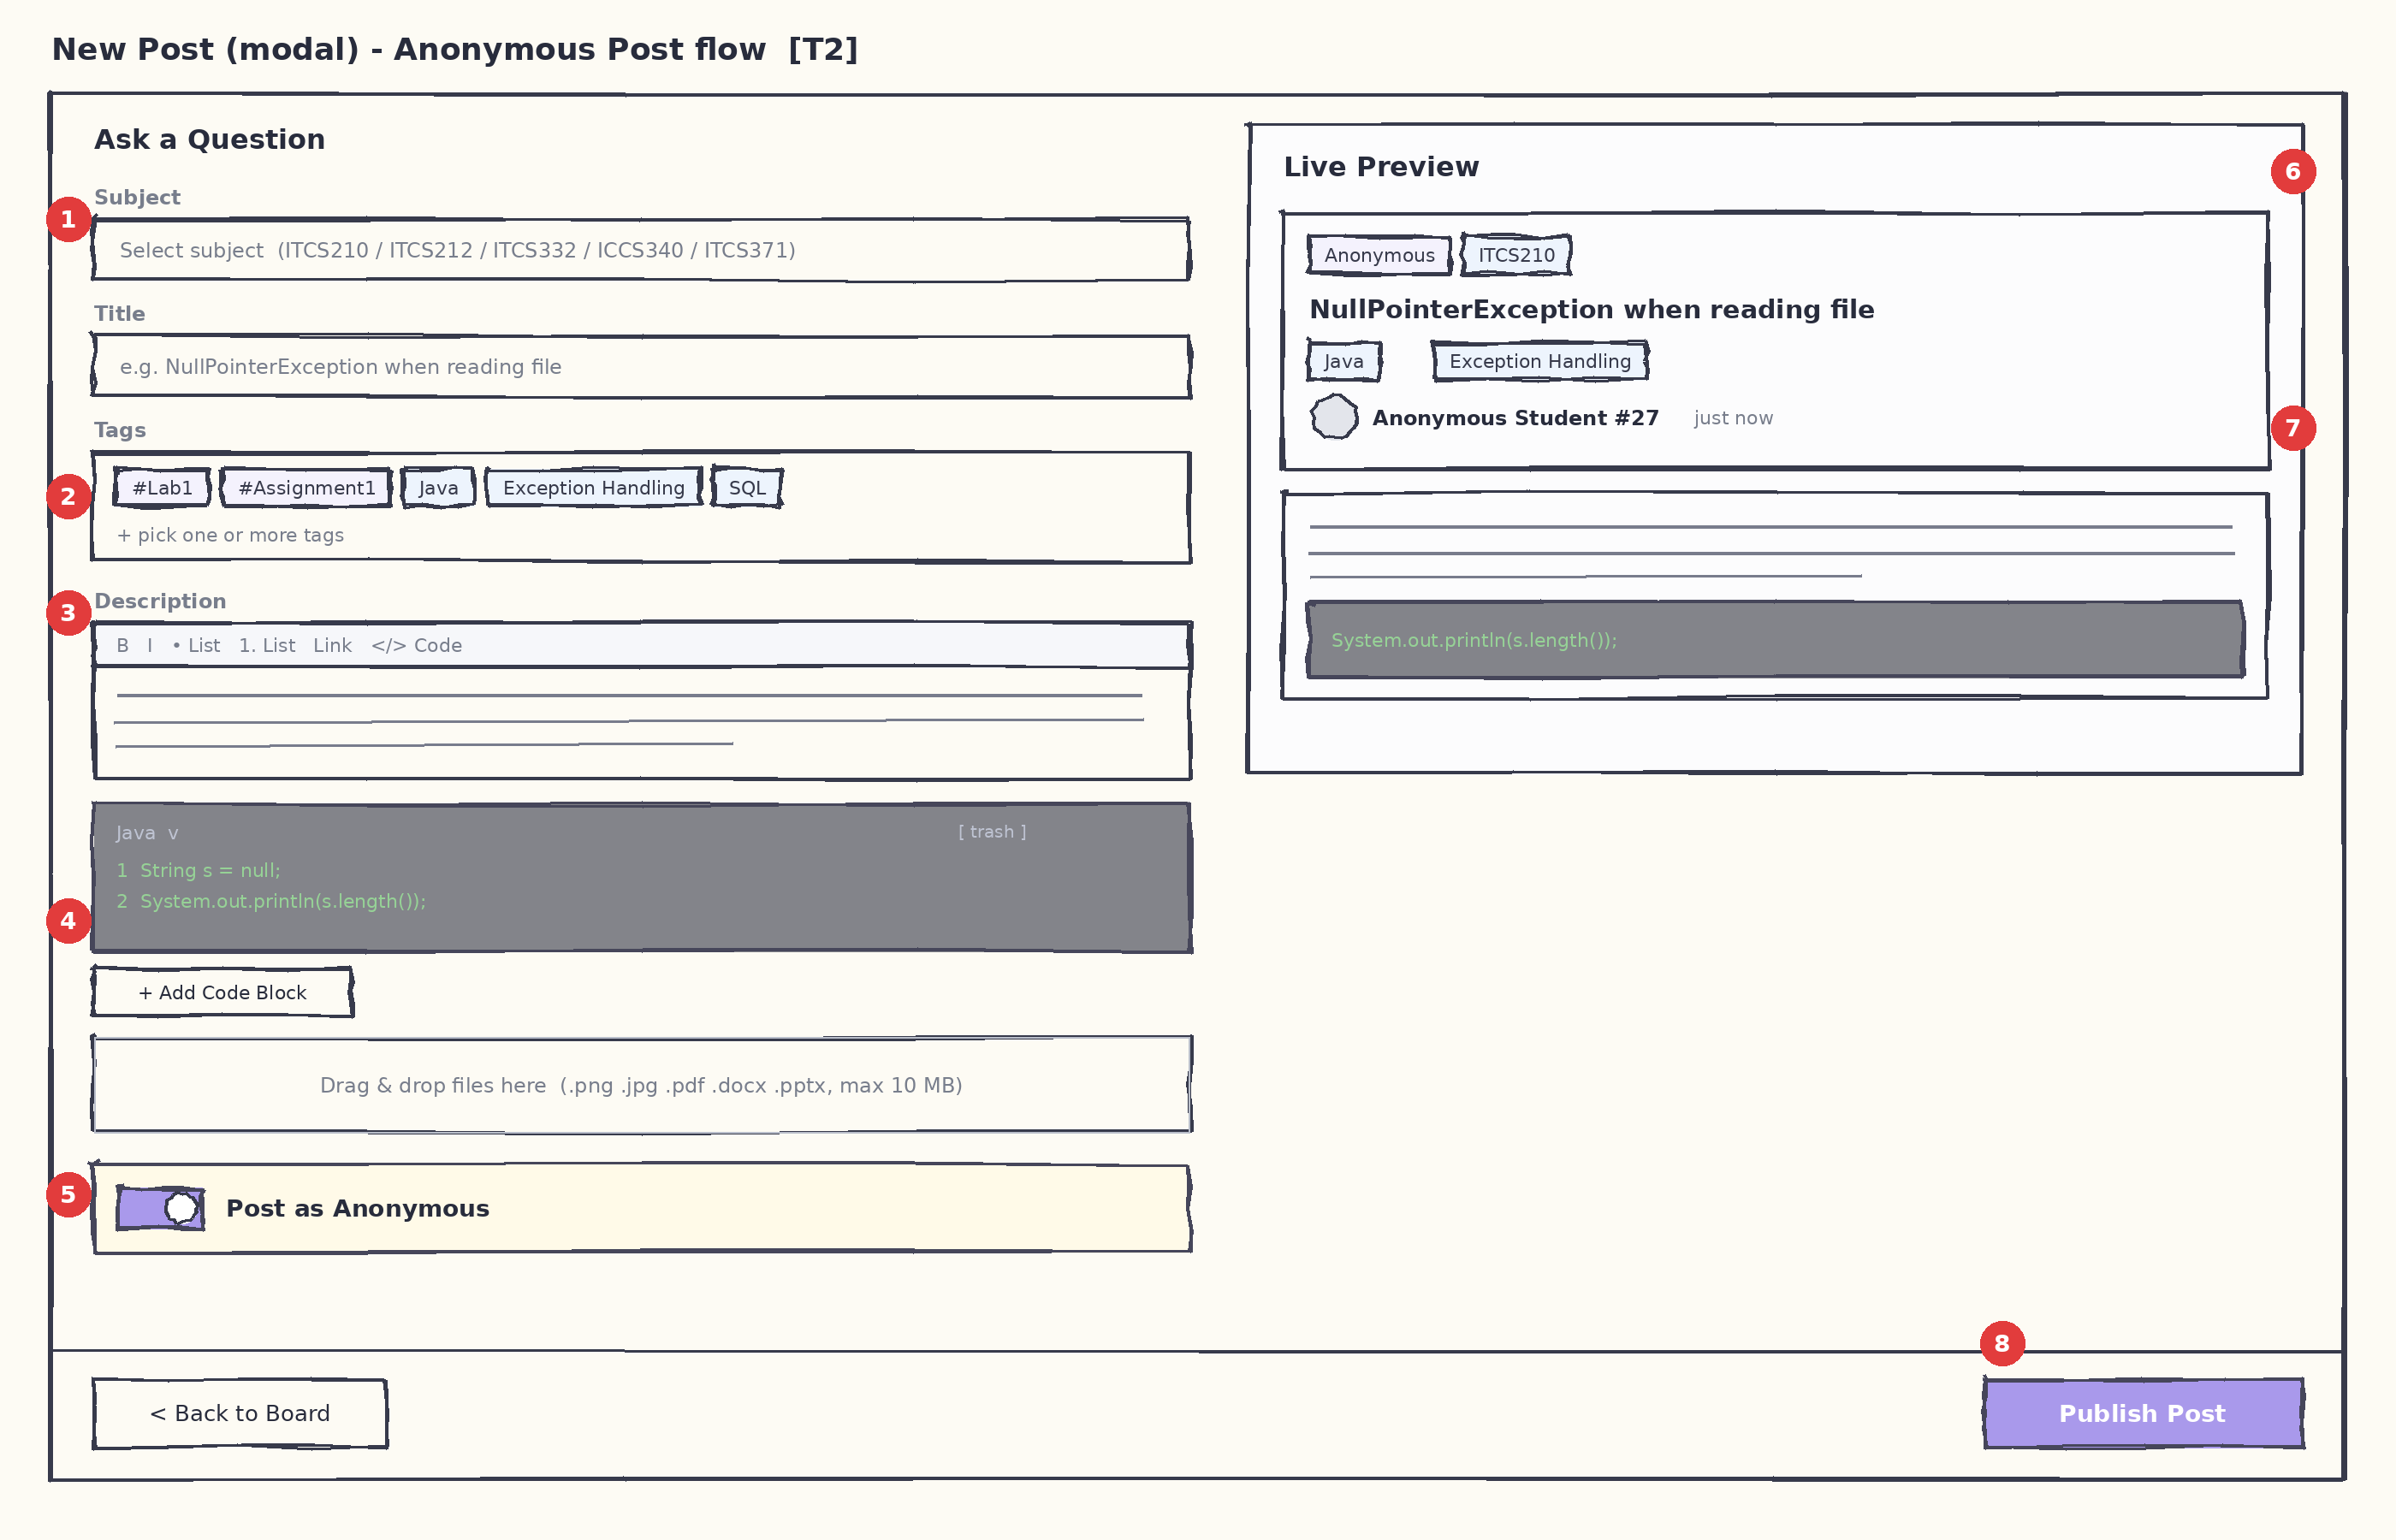 New Post (modal) - Anonymous Post flow  [T2]
Ask a Question
Subject
1
Select subject  (ITCS210 / ITCS212 / ITCS332 / ICCS340 / ITCS371)
Title
e.g. NullPointerException when reading file
Tags
2
#Lab1 #Assignment1 Java Exception Handling SQL
+ pick one or more tags
3
Description
B I • List 1. List Link </> Code
Java v [ trash ]
1 String s = null;
2 System.out.println(s.length());
4
+ Add Code Block
Drag & drop files here  (.png .jpg .pdf .docx .pptx, max 10 MB)
5
Post as Anonymous
Live Preview
6
Anonymous ITCS210
NullPointerException when reading file
Java Exception Handling
Anonymous Student #27 just now
7
System.out.println(s.length());
8
< Back to Board
Publish Post